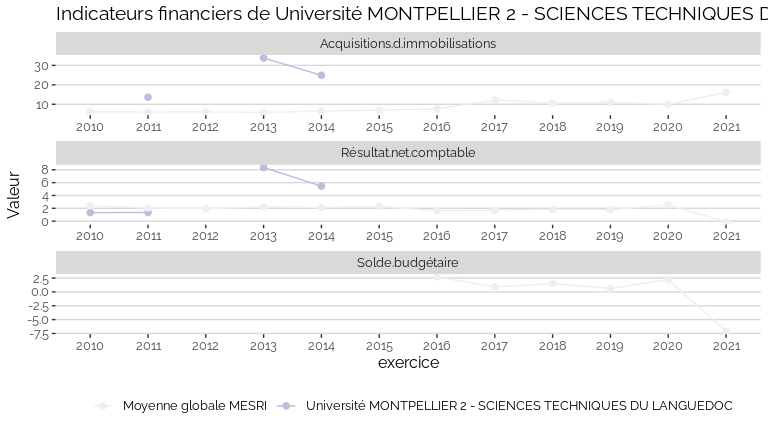 Indicateurs financiers de Université MONTPELLIER 2 - SCIENCES TECHNIQUES D
Acquisitions.d.immobilisations
30
20
10
2010 2011 2012 2013 2014 2015 2016 2017 2018 2019 2020 2021
Résultat.net.comptable
8
6
4
2
0
2010 2011 2012 2013 2014 2015 2016 2017 2018 2019 2020 2021
Solde.budgétaire
2.5
0.0
-2.5
-5.0
-7.5
2010 2011 2012 2013 2014 2015 2016 2017 2018 2019 2020 2021
Valeur
exercice
Moyenne globale MESRI Université MONTPELLIER 2 - SCIENCES TECHNIQUES DU LANGUEDOC